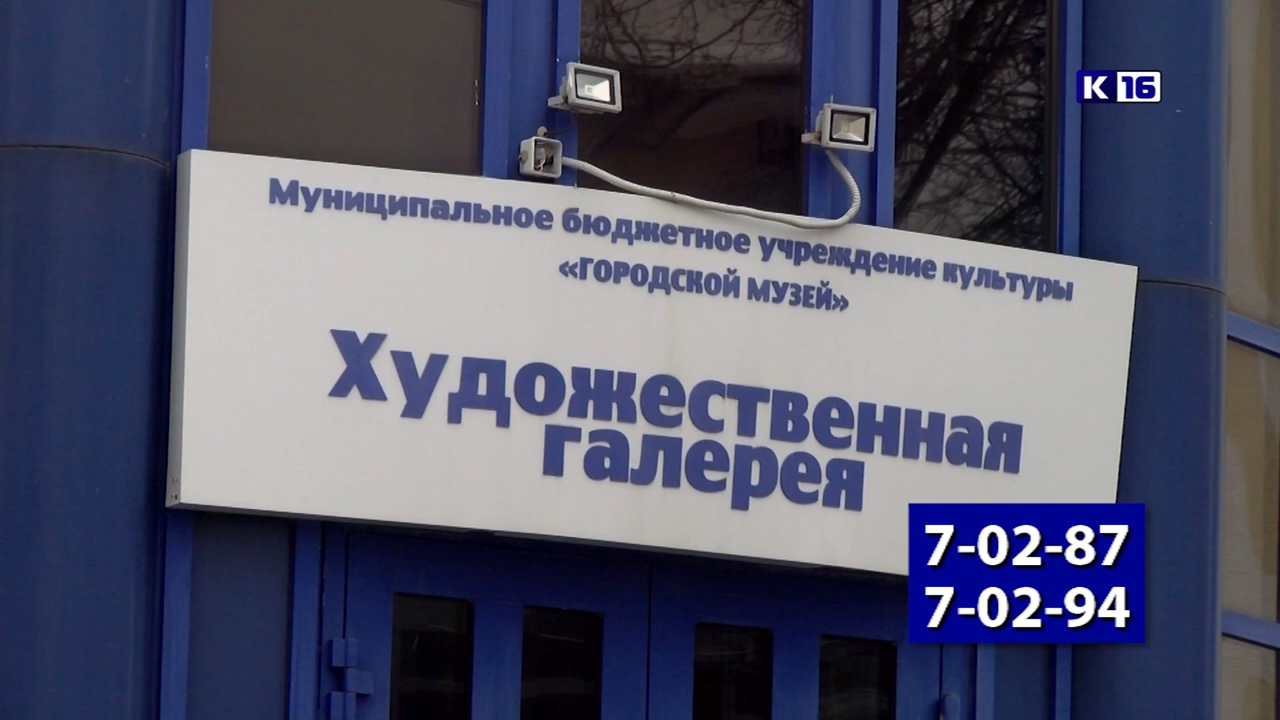 К 16
Муниципальное бюджетное учреждение культуры
«ГОРОДСКОЙ МУЗЕЙ»
Художественная
галерея
7-02-87
7-02-94